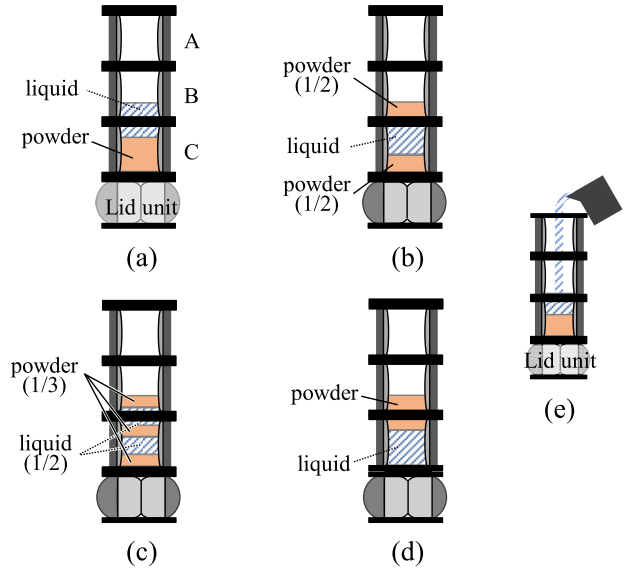 A
liquid
B
powder
C
Lid unit
(a)
powder
(1/2)
liquid
powder
(1/2)
(b)
powder
(1/3)
liquid
(1/2)
(c)
powder
liquid
(d)
Lid unit
(e)